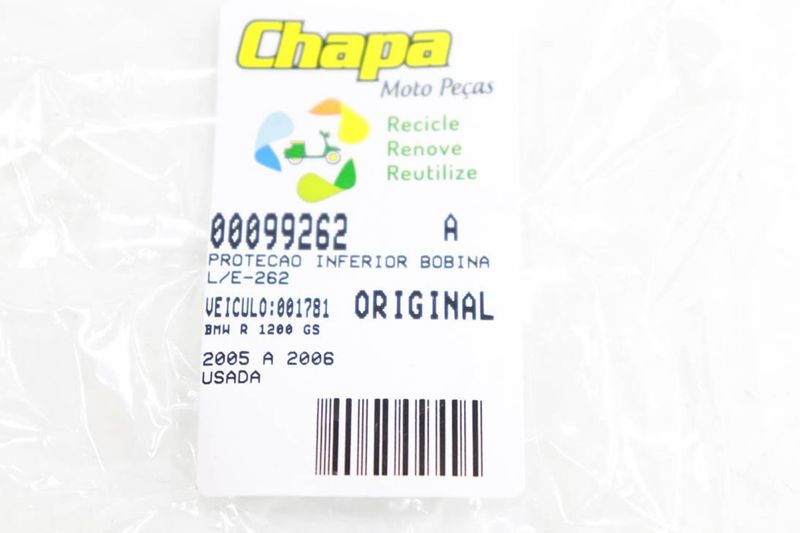 Chapa
Moto Peças
Recicle
Renove
Reutilize
00099262 A
PROTECAO INFERIOR BOBINA
L/E-262
VEICULO:001781 ORIGINAL
BMW R 1200 GS
2005 A 2006
USADA